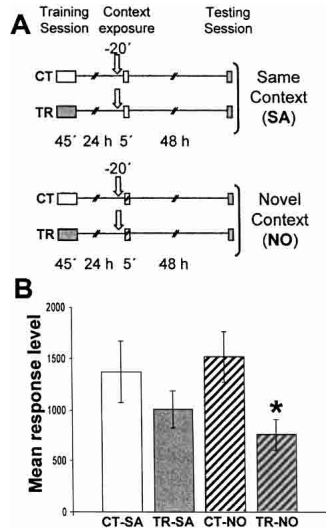 A
Training Session
Context exposure
Testing Session
-20´
CT
TR
45´ 24 h 5´ 48 h
Same Context (SA)
-20´
CT
TR
45´ 24 h 5´ 48 h
Novel Context (NO)
B
Mean response level
2000
1500
1000
500
0
*
CT-SA TR-SA CT-NO TR-NO